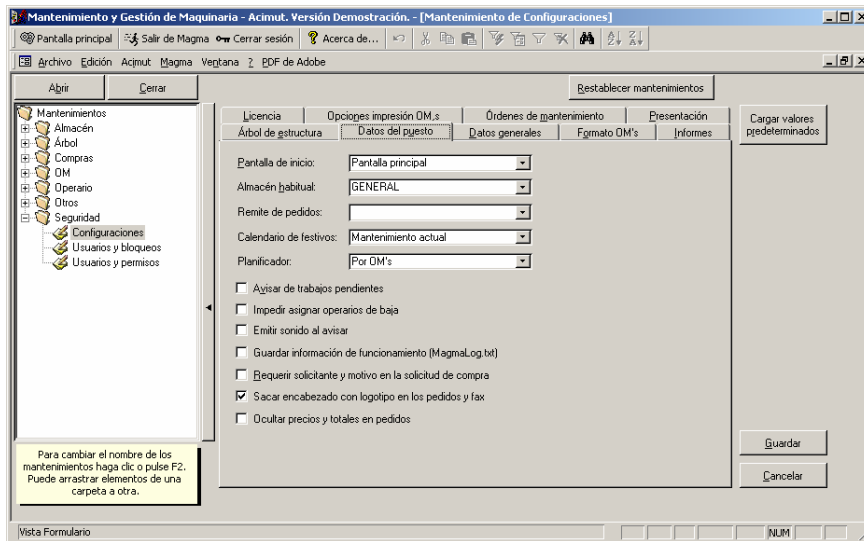 Mantenimiento y Gestión de Maquinaria - Acimut. Versión Demostración. - [Mantenimiento de Configuraciones]
Pantalla principal Salir de Magma Cerrar sesión Acerca de...
Archivo Edición Acimut Magma Ventana ? PDF de Adobe
Abrir Cerrar Restablecer mantenimientos
Mantenimientos
Almacén
Árbol
Compras
OM
Operario
Otros
Seguridad
Configuraciones
Usuarios y bloqueos
Usuarios y permisos
Para cambiar el nombre de los
mantenimientos haga clic o pulse F2.
Puede arrastrar elementos de una
carpeta a otra.
Licencia Opciones impresión OM,s Órdenes de mantenimiento Presentación
Árbol de estructura Datos del puesto Datos generales Formato OM's Informes
Pantalla de inicio: Pantalla principal
Almacén habitual: GENERAL
Remite de pedidos:
Calendario de festivos: Mantenimiento actual
Planificador: Por OM's
Avisar de trabajos pendientes
Impedir asignar operarios de baja
Emitir sonido al avisar
Guardar información de funcionamiento (MagmaLog.txt)
Requerir solicitante y motivo en la solicitud de compra
Sacar encabezado con logotipo en los pedidos y fax
Ocultar precios y totales en pedidos
Cargar valores
predeterminados
Guardar
Cancelar
Vista Formulario NUM